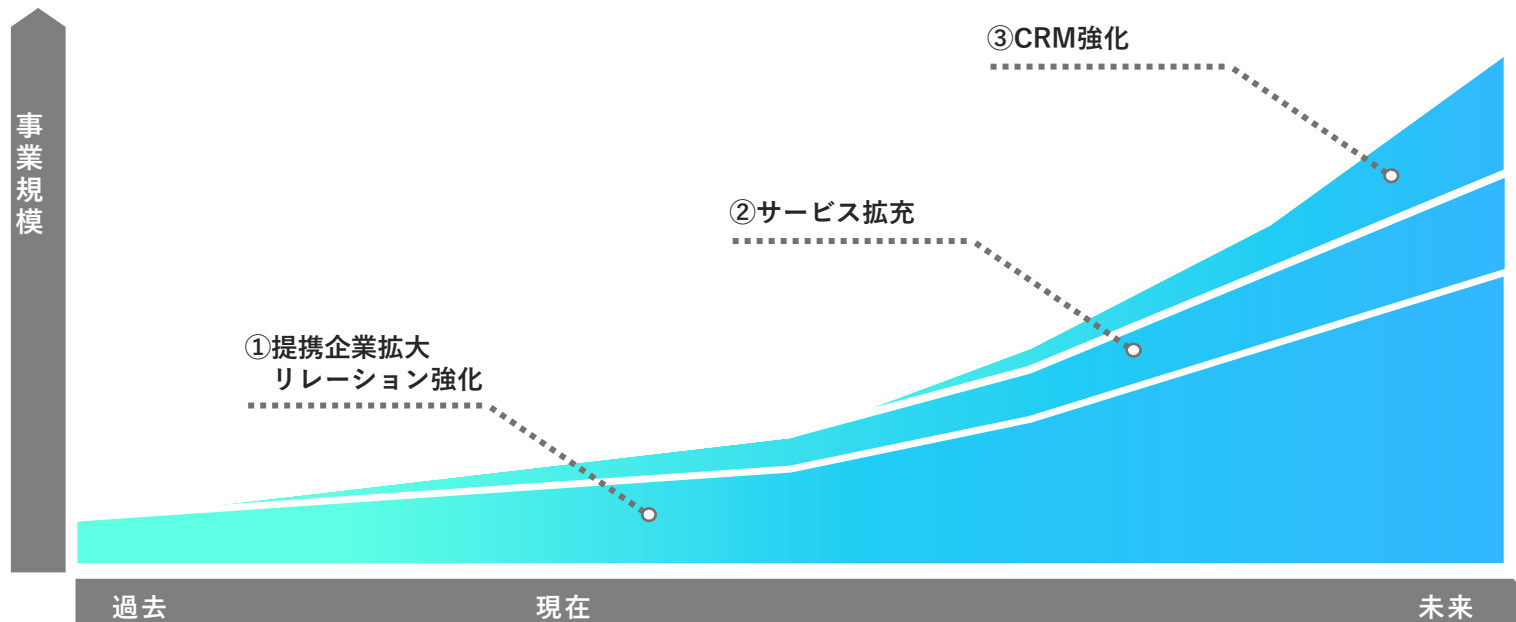 ③CRM強化
事業規模
②サービス拡充
①提携企業拡大
リレーション強化
過去
現在
未来